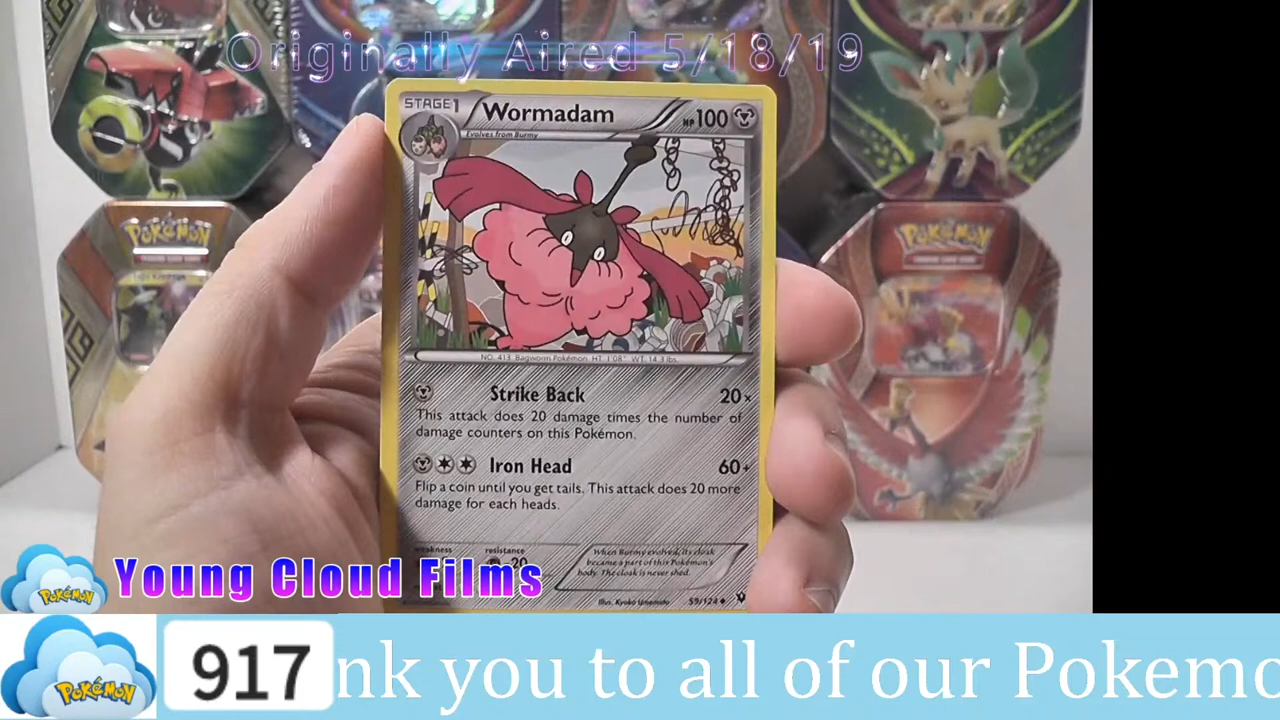 Originally Aired 5/18/19
STAGE 1 Wormadam HP 100
Evolves from Burmy
POKÉMON
POKÉMON
NO. 413 Bagworm Pokémon. HT. 1'08" WT. 14.3 lbs.
Strike Back 20×
This attack does 20 damage times the number of
damage counters on this Pokémon.
Iron Head 60+
Flip a coin until you get tails. This attack does 20 more
damage for each heads.
weakness resistance
-20
When Burmy evolved, its cloak
became a part of this Pokémon's
body. The cloak is never shed.
Illus. Kyoko Umemoto 59/124
POKÉMON Young Cloud Films
POKÉMON 917 nk you to all of our Pokemo